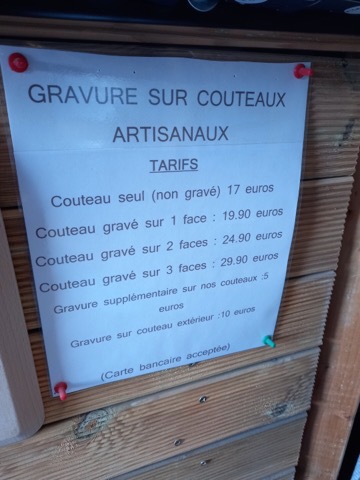 GRAVURE SUR COUTEAUX
ARTISANAUX
TARIFS
Couteau seul (non gravé) 17 euros
Couteau gravé sur 1 face : 19.90 euros
Couteau gravé sur 2 faces : 24.90 euros
Couteau gravé sur 3 faces : 29.90 euros
Gravure supplémentaire sur nos couteaux :5
euros
Gravure sur couteau extérieur :10 euros
(Carte bancaire acceptée)